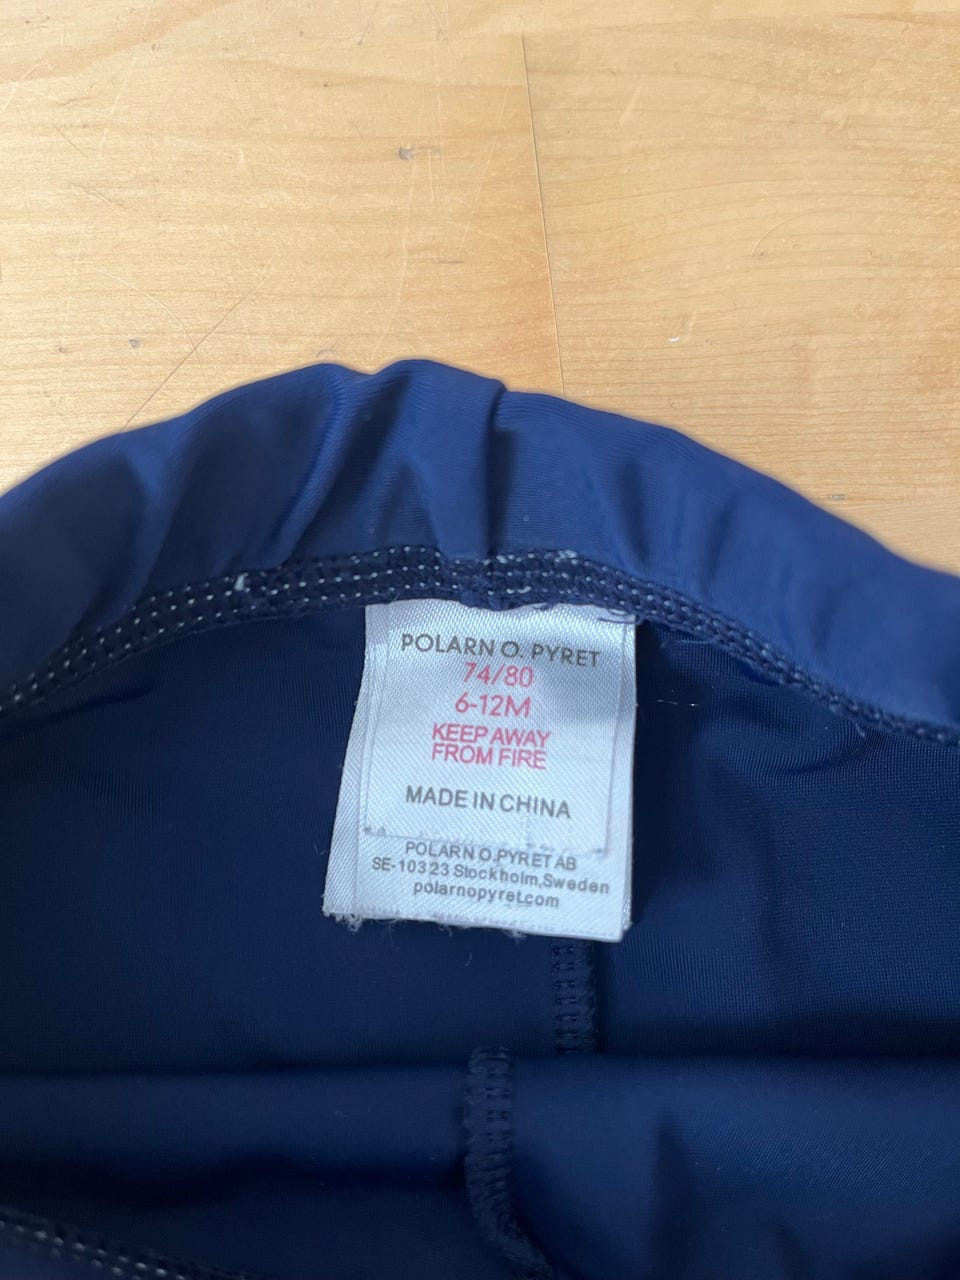 POLARN O. PYRET
74/80
6-12M
KEEP AWAY
FROM FIRE
MADE IN CHINA
POLARN O.PYRET AB
SE-103 23 Stockholm,Sweden
polarnopyret.com